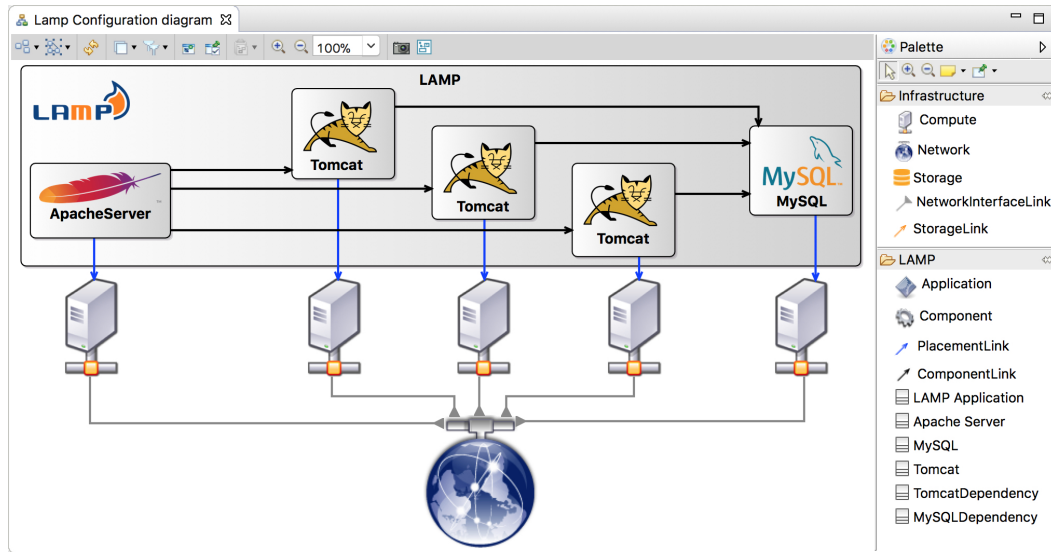 Lamp Configuration diagram
100%
LAMP
LAMP
Tomcat
Tomcat
Tomcat
ApacheServer
MySQL
MySQL
Palette
Infrastructure
Compute
Network
Storage
NetworkInterfaceLink
StorageLink
LAMP
Application
Component
PlacementLink
ComponentLink
LAMP Application
Apache Server
MySQL
Tomcat
TomcatDependency
MySQLDependency